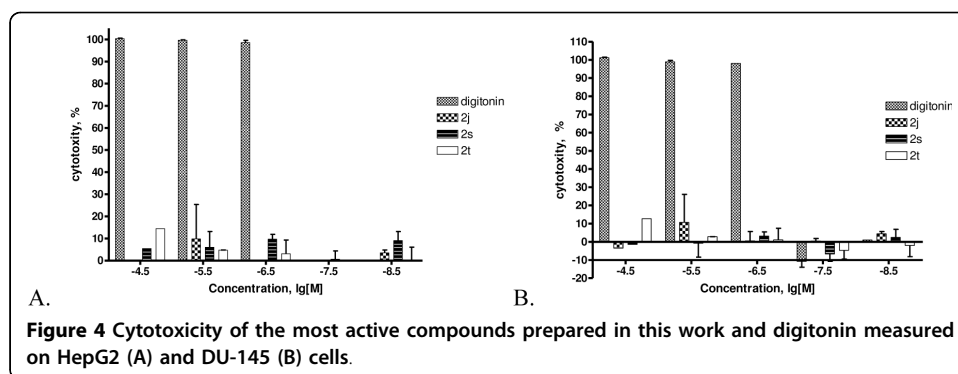 100
90
80
70
60
50
40
30
20
10
0
cytotoxity, %
-4.5 -5.5 -6.5 -7.5 -8.5
Concentration, lg[M]
digitonin
2j
2s
2t
A.
110
100
90
80
70
60
50
40
30
20
10
0
-10
-20
cytotoxity, %
-4.5 -5.5 -6.5 -7.5 -8.5
Concentration, lg[M]
digitonin
2j
2s
2t
B.
Figure 4 Cytotoxicity of the most active compounds prepared in this work and digitonin measured
on HepG2 (A) and DU-145 (B) cells.